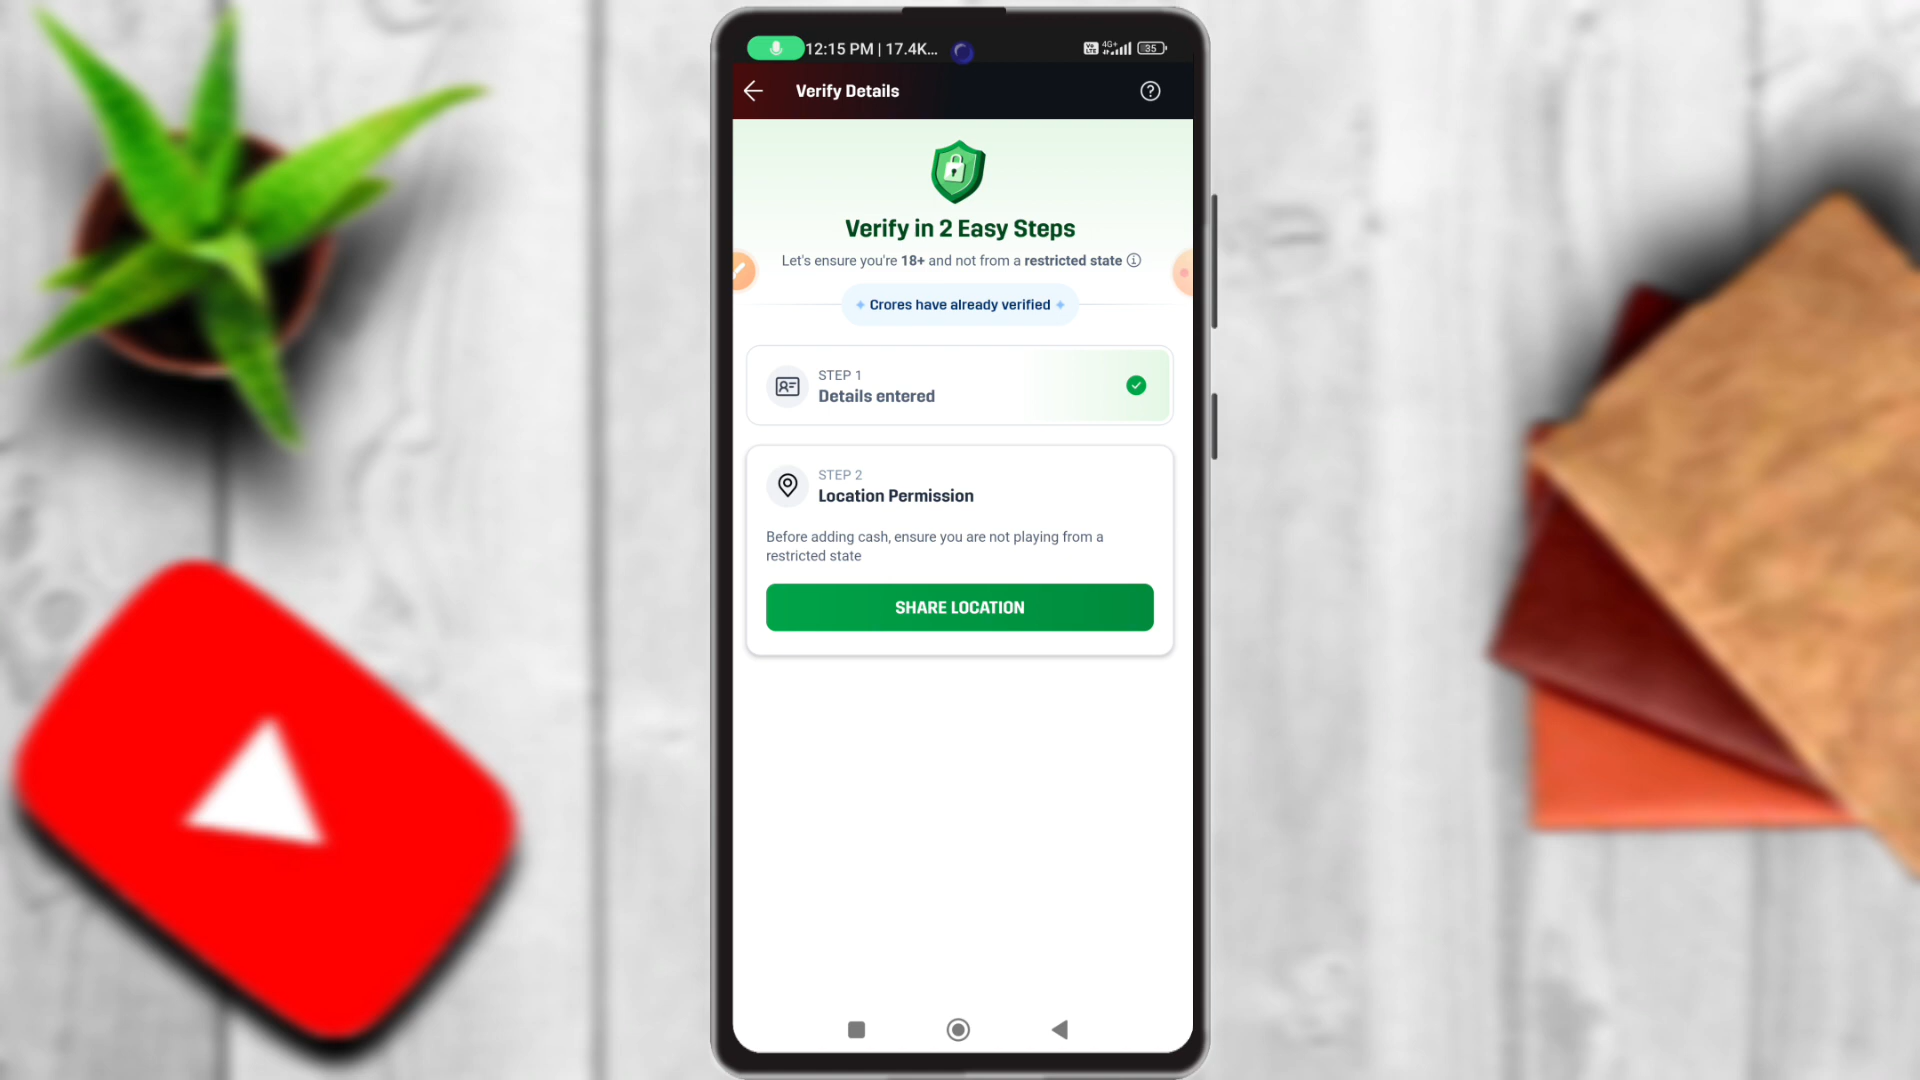 12:15 PM | 17.4K...
4G+
35
Verify Details
Verify in 2 Easy Steps
Let's ensure you're 18+ and not from a restricted state
Crores have already verified
STEP 1
Details entered
STEP 2
Location Permission
Before adding cash, ensure you are not playing from a
restricted state
SHARE LOCATION